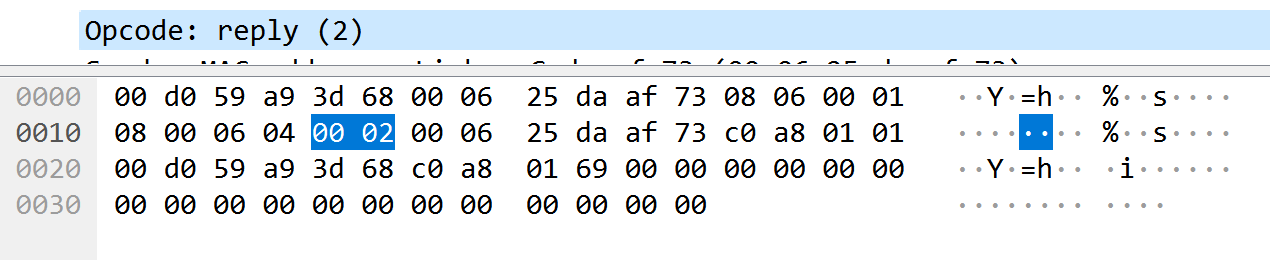 Opcode: reply (2)
0000 00 d0 59 a9 3d 68 00 06 25 da af 73 08 06 00 01 ··Y·=h·· %··s····
0010 08 00 06 04 00 02 00 06 25 da af 73 c0 a8 01 01 ········ %··s····
0020 00 d0 59 a9 3d 68 c0 a8 01 69 00 00 00 00 00 00 ··Y·=h·· ·i······
0030 00 00 00 00 00 00 00 00 00 00 00 00 ········ ····